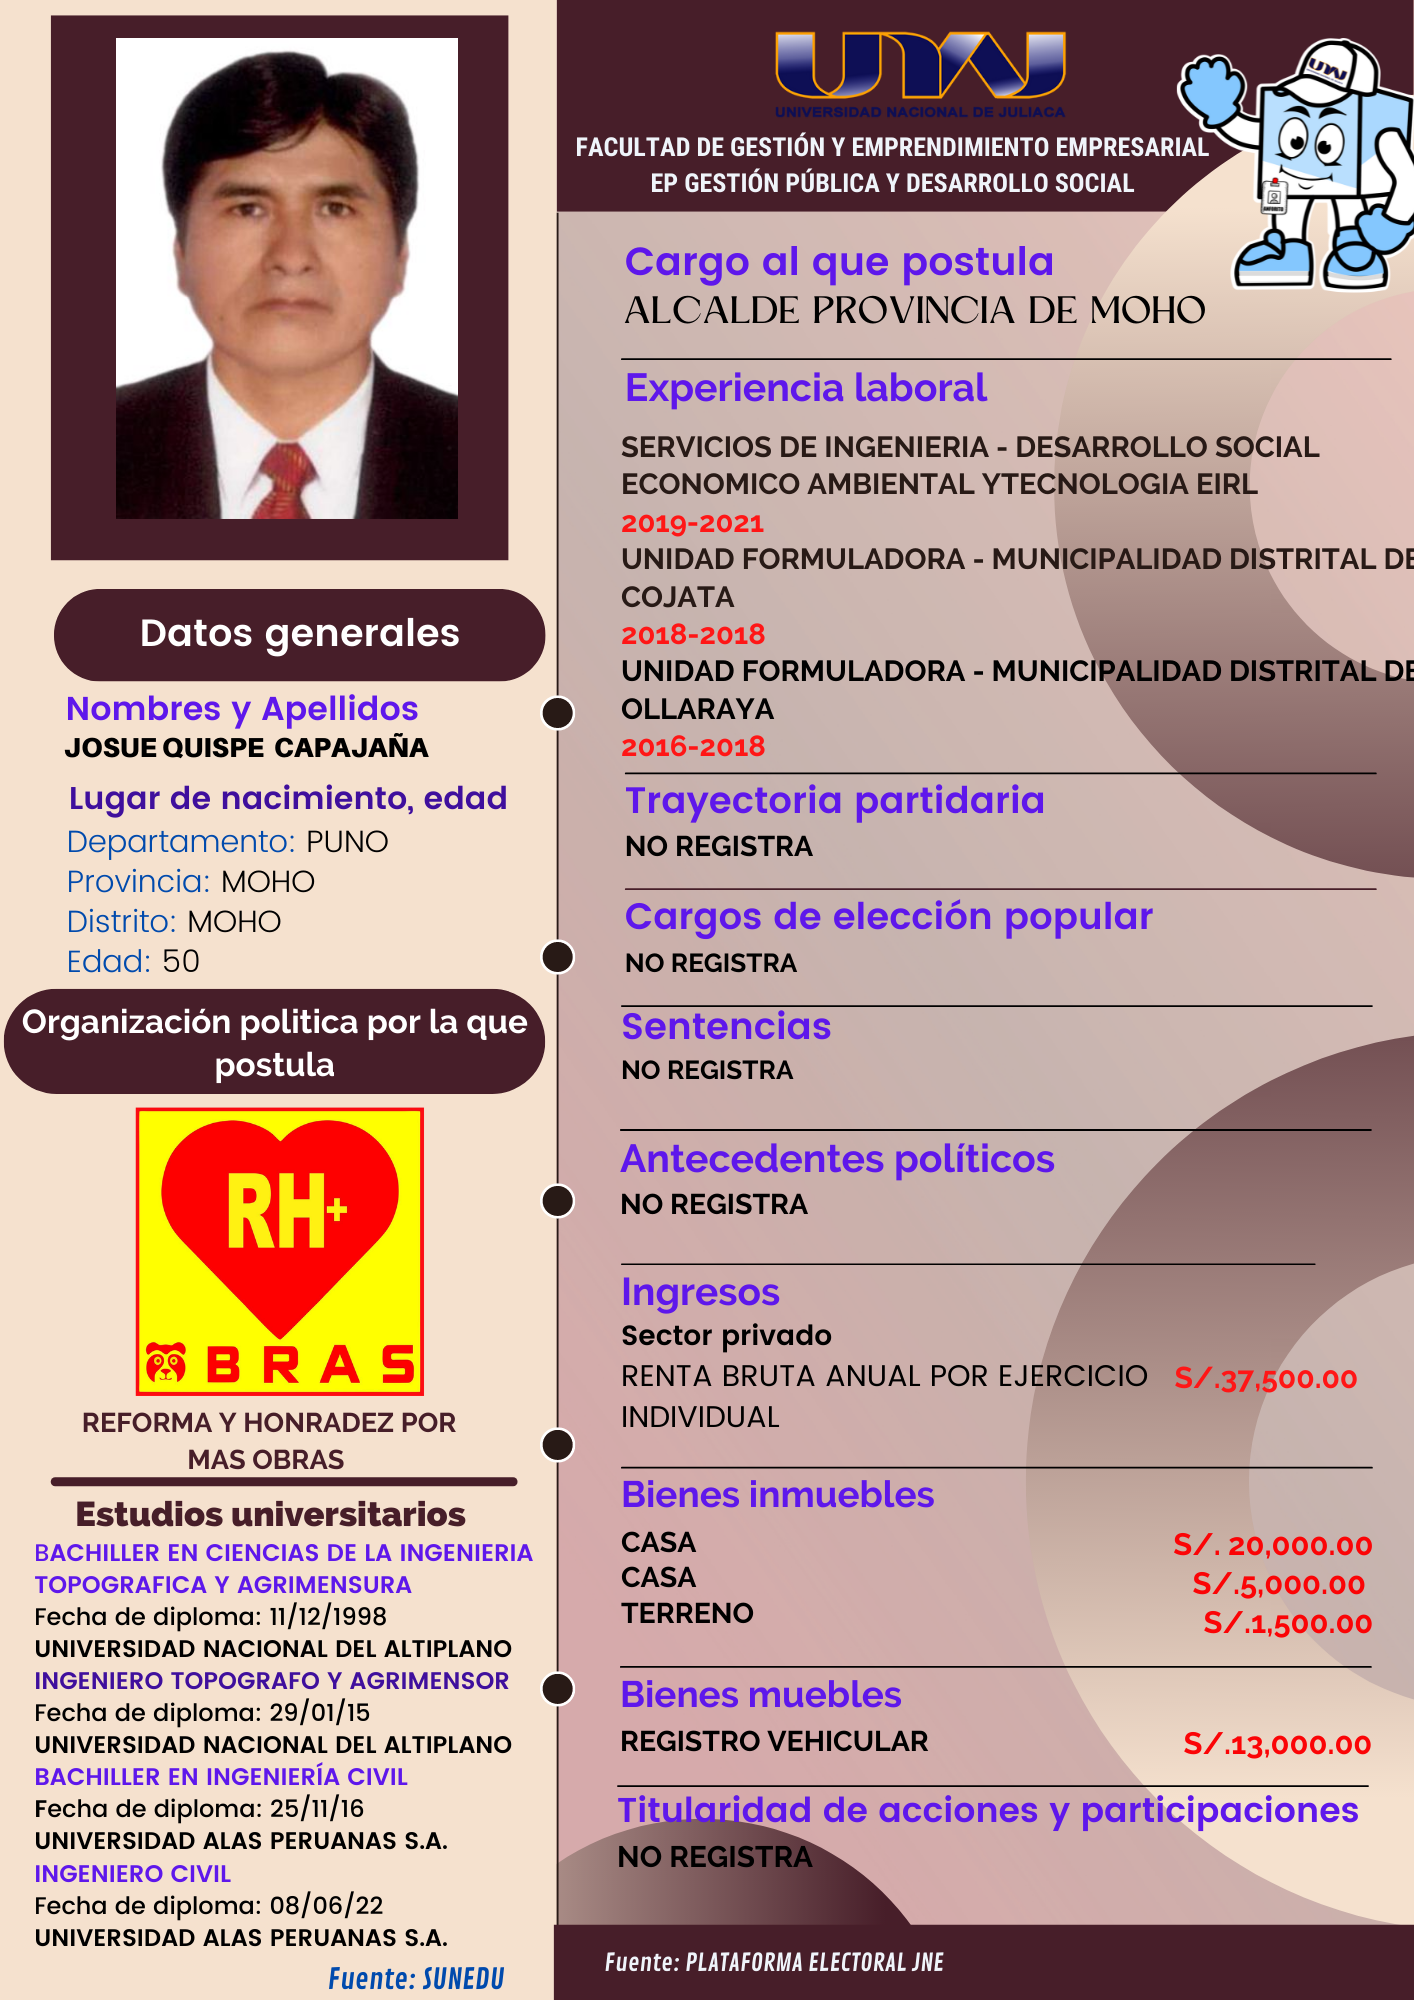 UNAJ
UNIVERSIDAD NACIONAL DE JULIACA
FACULTAD DE GESTIÓN Y EMPRENDIMIENTO EMPRESARIAL
EP GESTIÓN PÚBLICA Y DESARROLLO SOCIAL
Datos generales
Nombres y Apellidos
JOSUE QUISPE CAPAJAÑA
Lugar de nacimiento, edad
Departamento: PUNO
Provincia: MOHO
Distrito: MOHO
Edad: 50
Organización politica por la que
postula
RH+
OBRAS
REFORMA Y HONRADEZ POR
MAS OBRAS
Estudios universitarios
BACHILLER EN CIENCIAS DE LA INGENIERIA
TOPOGRAFICA Y AGRIMENSURA
Fecha de diploma: 11/12/1998
UNIVERSIDAD NACIONAL DEL ALTIPLANO
INGENIERO TOPOGRAFO Y AGRIMENSOR
Fecha de diploma: 29/01/15
UNIVERSIDAD NACIONAL DEL ALTIPLANO
BACHILLER EN INGENIERÍA CIVIL
Fecha de diploma: 25/11/16
UNIVERSIDAD ALAS PERUANAS S.A.
INGENIERO CIVIL
Fecha de diploma: 08/06/22
UNIVERSIDAD ALAS PERUANAS S.A.
Fuente: SUNEDU
Cargo al que postula
ALCALDE PROVINCIA DE MOHO
Experiencia laboral
SERVICIOS DE INGENIERIA - DESARROLLO SOCIAL
ECONOMICO AMBIENTAL YTECNOLOGIA EIRL
2019-2021
UNIDAD FORMULADORA - MUNICIPALIDAD DISTRITAL DE
COJATA
2018-2018
UNIDAD FORMULADORA - MUNICIPALIDAD DISTRITAL DE
OLLARAYA
2016-2018
Trayectoria partidaria
NO REGISTRA
Cargos de elección popular
NO REGISTRA
Sentencias
NO REGISTRA
Antecedentes políticos
NO REGISTRA
Ingresos
Sector privado
RENTA BRUTA ANUAL POR EJERCICIO S/.37,500.00
INDIVIDUAL
Bienes inmuebles
CASA S/. 20,000.00
CASA S/.5,000.00
TERRENO S/.1,500.00
Bienes muebles
REGISTRO VEHICULAR S/.13,000.00
Titularidad de acciones y participaciones
NO REGISTRA
Fuente: PLATAFORMA ELECTORAL JNE